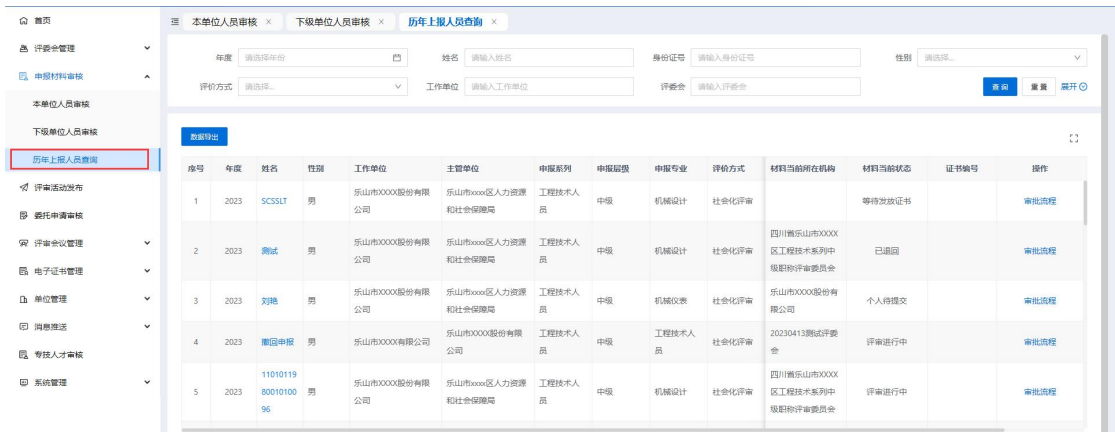 首页
评委会管理
申报材料审核
本单位人员审核
下级单位人员审核
历年上报人员查询
评审活动发布
委托申请审核
评审会议管理
电子证书管理
单位管理
消息推送
专技人才审核
系统管理
本单位人员审核 × 下级单位人员审核 × 历年上报人员查询 ×
年度 请选择年份 姓名 请输入姓名 身份证号 请输入身份证号 性别 请选择...
评价方式 请选择... 工作单位 请输入工作单位 评委会 请输入评委会 查询 重置 展开
数据导出
序号 年度 姓名 性别 工作单位 主管单位 申报系列 申报层级 申报专业 评价方式 材料当前所在机构 材料当前状态 证书编号 操作
1 2023 SCSSLT 男 乐山市XXXX股份有限公司 乐山市xxxx区人力资源和社会保障局 工程技术人员 中级 机械设计 社会化评审 等待发放证书 审批流程
2 2023 测试 男 乐山市XXXX股份有限公司 乐山市xxxx区人力资源和社会保障局 工程技术人员 中级 机械设计 社会化评审 四川省乐山市XXXX区工程技术系列中级职称评审委员会 已退回 审批流程
3 2023 刘艳 男 乐山市XXXX股份有限公司 乐山市xxxx区人力资源和社会保障局 工程技术人员 中级 机械仪表 社会化评审 乐山市XXXX股份有限公司 个人待提交 审批流程
4 2023 撤回申报 男 乐山市XXXX有限公司 乐山市XXXX股份有限公司 工程技术人员 中级 工程技术人员 社会化评审 20230413测试评委会 评审进行中 审批流程
5 2023 110101198001010096 男 乐山市XXXX股份有限公司 乐山市xxxx区人力资源和社会保障局 工程技术人员 中级 机械设计 社会化评审 四川省乐山市XXXX区工程技术系列中级职称评审委员会 评审进行中 审批流程